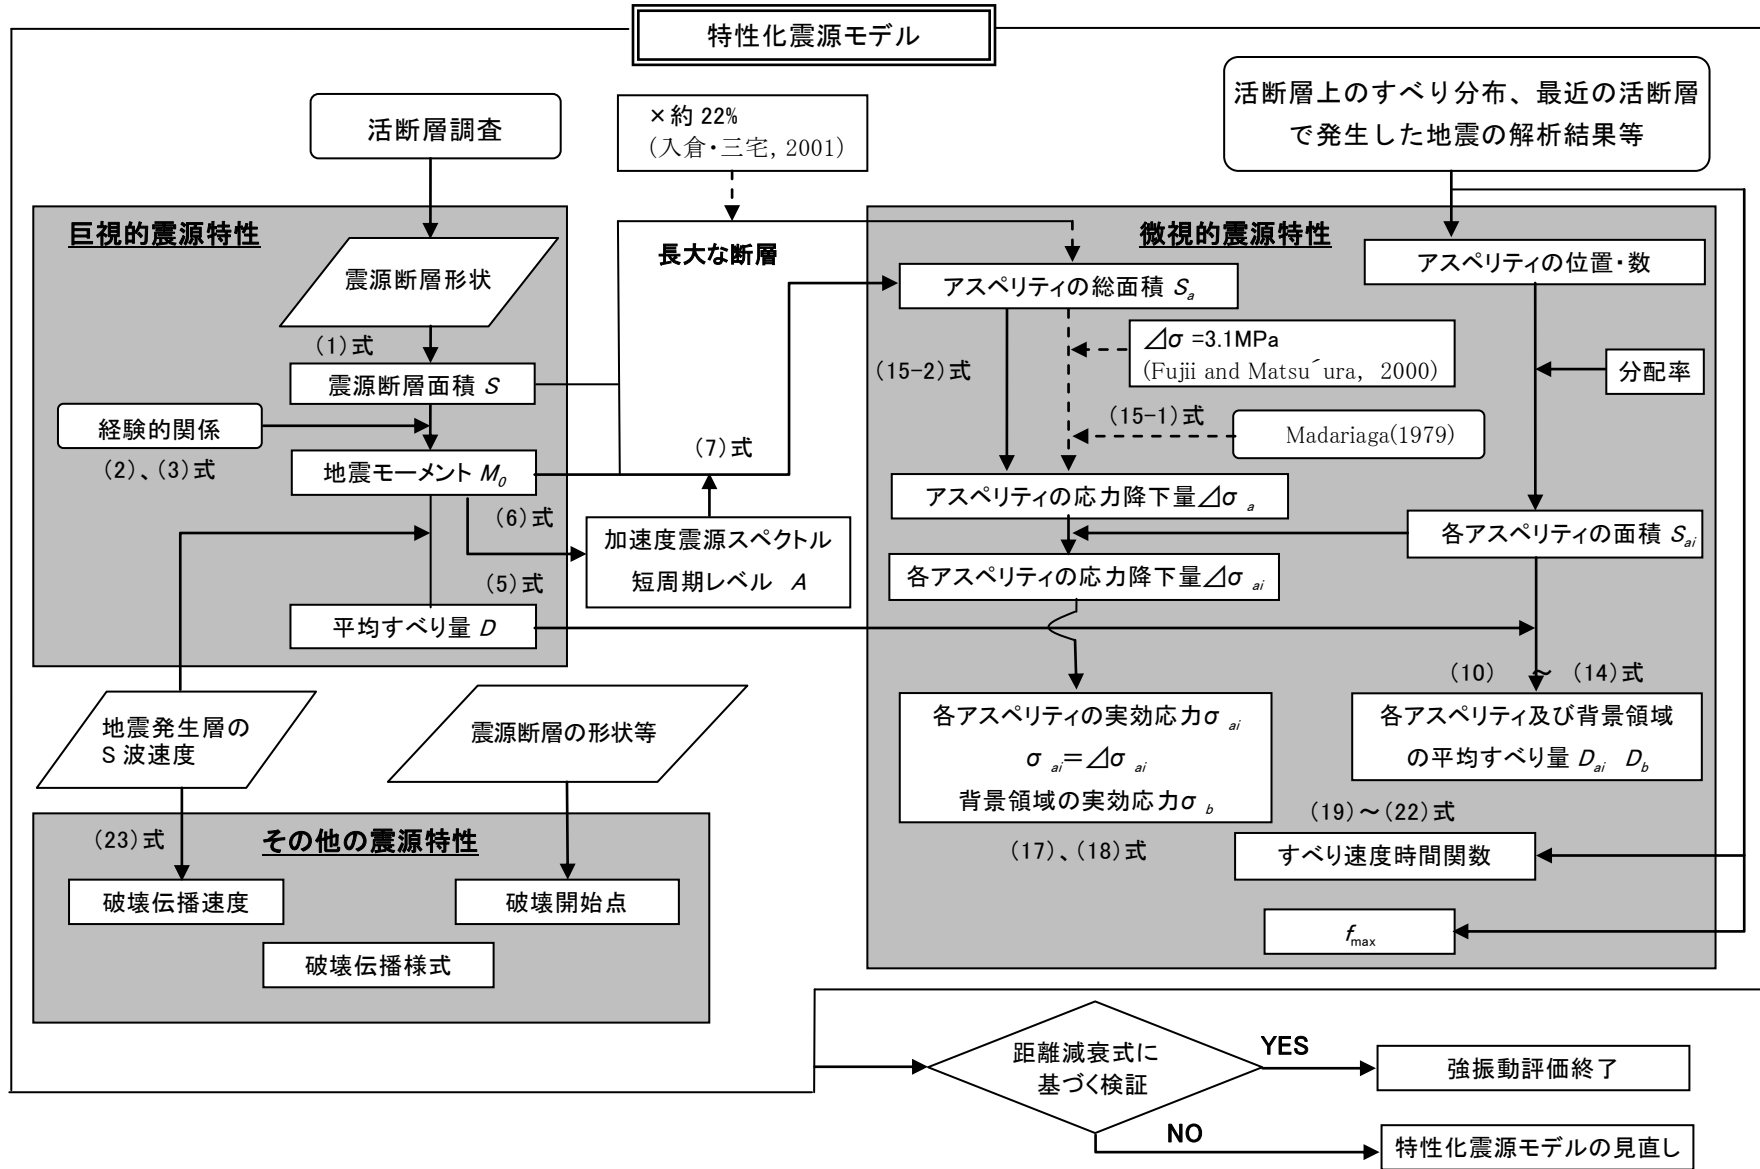 特性化震源モデル
活断層調査
×約22%
(入倉・三宅, 2001)
活断層上のすべり分布、最近の活断層
で発生した地震の解析結果等
巨視的震源特性
震源断層形状
(1)式
震源断層面積 S
経験的関係
(2)、(3)式
地震モーメント M0
(6)式
(5)式
平均すべり量 D
長大な断層
(7)式
加速度震源スペクトル
短周期レベル A
微視的震源特性
アスペリティの総面積 Sa
アスペリティの位置・数
(15-2)式
⊿σ =3.1MPa
(Fujii and Matsu´ura, 2000)
分配率
(15-1)式
Madariaga(1979)
アスペリティの応力降下量⊿σ a
各アスペリティの面積 Sai
各アスペリティの応力降下量⊿σ ai
(10) ~ (14)式
各アスペリティの実効応力σ ai
σ ai=⊿σ ai
背景領域の実効応力σ b
(17)、(18)式
各アスペリティ及び背景領域
の平均すべり量 Dai Db
(19)~(22)式
すべり速度時間関数
fmax
地震発生層の
S波速度
震源断層の形状等
(23)式
その他の震源特性
破壊伝播速度
破壊開始点
破壊伝播様式
距離減衰式に
基づく検証
YES
強振動評価終了
NO
特性化震源モデルの見直し